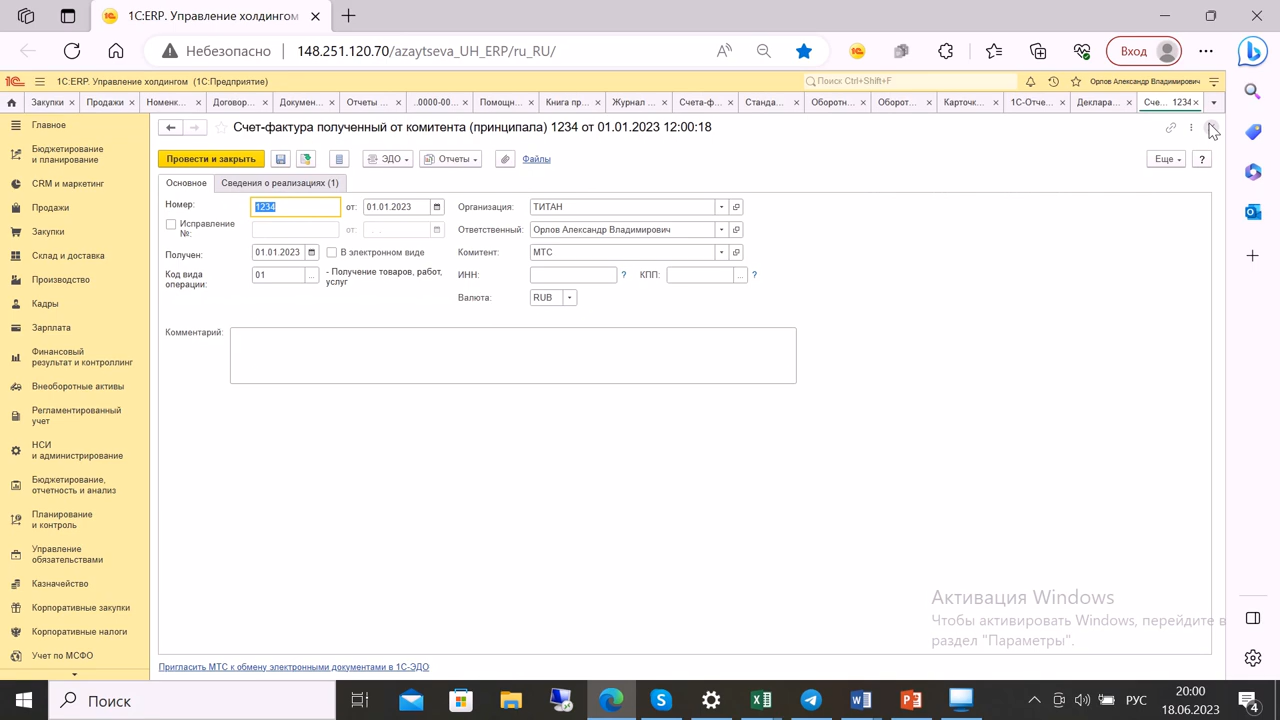 1С:ERP. Управление холдингом
Небезопасно
148.251.120.70/azaytseva_UH_ERP/ru_RU/
Вход
1С:ERP. Управление холдингом (1С:Предприятие)
Поиск Ctrl+Shift+F
Орлов Александр Владимирович
Закупки
Продажи
Номенк...
Договор...
Докумен...
Отчеты ...
..0000-00...
Помощн...
Книга пр...
Журнал ...
Счета-ф...
Станда...
Оборотн...
Оборот...
Карточк...
1С-Отче...
Деклара...
Сче... 1234
Главное
Бюджетирование
и планирование
CRM и маркетинг
Продажи
Закупки
Склад и доставка
Производство
Кадры
Зарплата
Финансовый
результат и контроллинг
Внеоборотные активы
Регламентированный
учет
НСИ
и администрирование
Бюджетирование,
отчетность и анализ
Планирование
и контроль
Управление
обязательствами
Казначейство
Корпоративные закупки
Корпоративные налоги
Учет по МСФО
Счет-фактура полученный от комитента (принципала) 1234 от 01.01.2023 12:00:18
Провести и закрыть
ЭДО
Отчеты
Файлы
Еще
?
Основное
Сведения о реализациях (1)
Номер:
1234
от:
01.01.2023
Организация:
ТИТАН
Исправление
№:
. .
Ответственный:
Орлов Александр Владимирович
Получен:
01.01.2023
В электронном виде
Комитент:
МТС
Код вида
операции:
01
...
- Получение товаров, работ,
услуг
ИНН:
?
КПП:
...
?
Валюта:
RUB
Комментарий:
Активация Windows
Чтобы активировать Windows, перейдите в
раздел "Параметры".
Пригласить МТС к обмену электронными документами в 1С-ЭДО
Поиск
РУС
20:00
18.06.2023
4